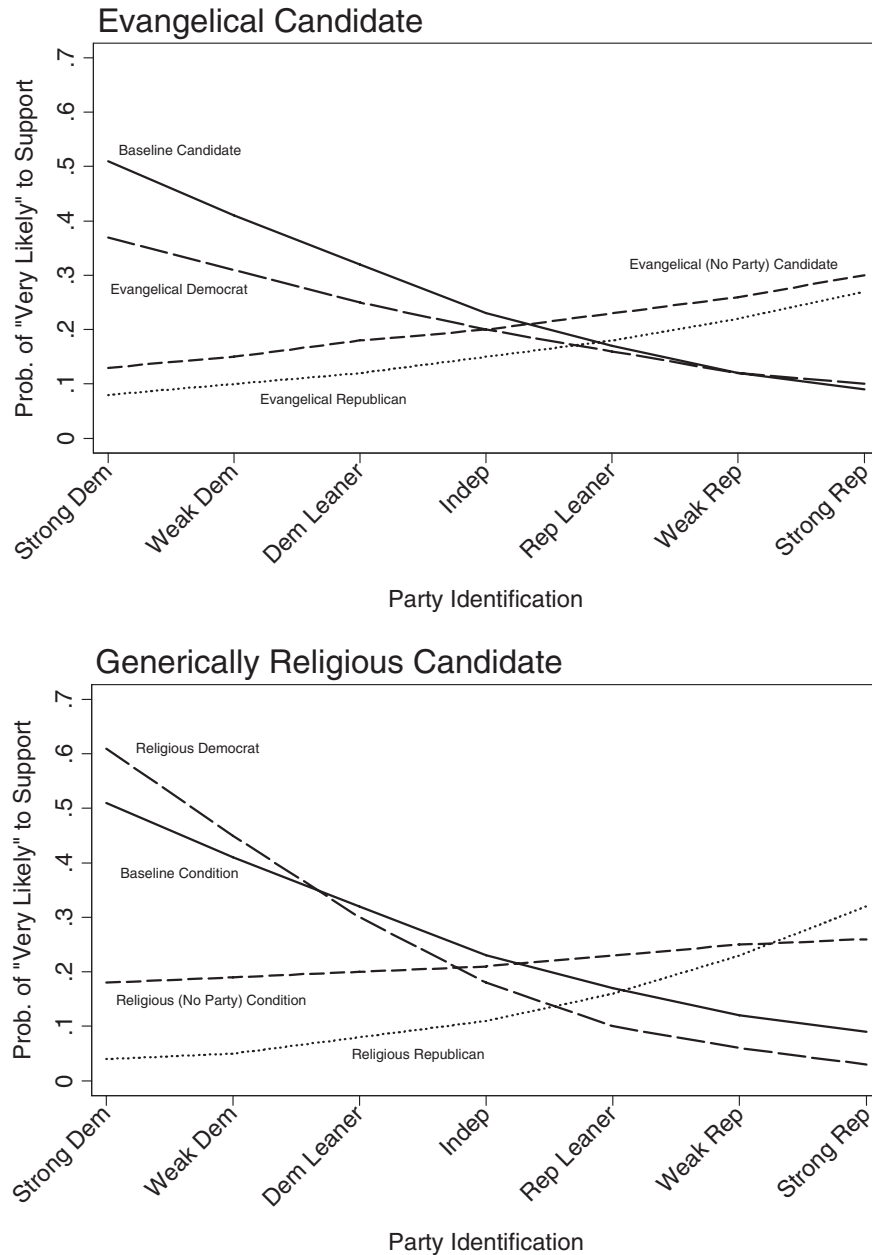 Evangelical Candidate
Prob. of "Very Likely" to Support
.7
.6
.5
.4
.3
.2
.1
0
Baseline Candidate
Evangelical Democrat
Evangelical (No Party) Candidate
Evangelical Republican
Strong Dem
Weak Dem
Dem Leaner
Indep
Rep Leaner
Weak Rep
Strong Rep
Party Identification
Generically Religious Candidate
Prob. of "Very Likely" to Support
.7
.6
.5
.4
.3
.2
.1
0
Religious Democrat
Baseline Condition
Religious (No Party) Condition
Religious Republican
Strong Dem
Weak Dem
Dem Leaner
Indep
Rep Leaner
Weak Rep
Strong Rep
Party Identification